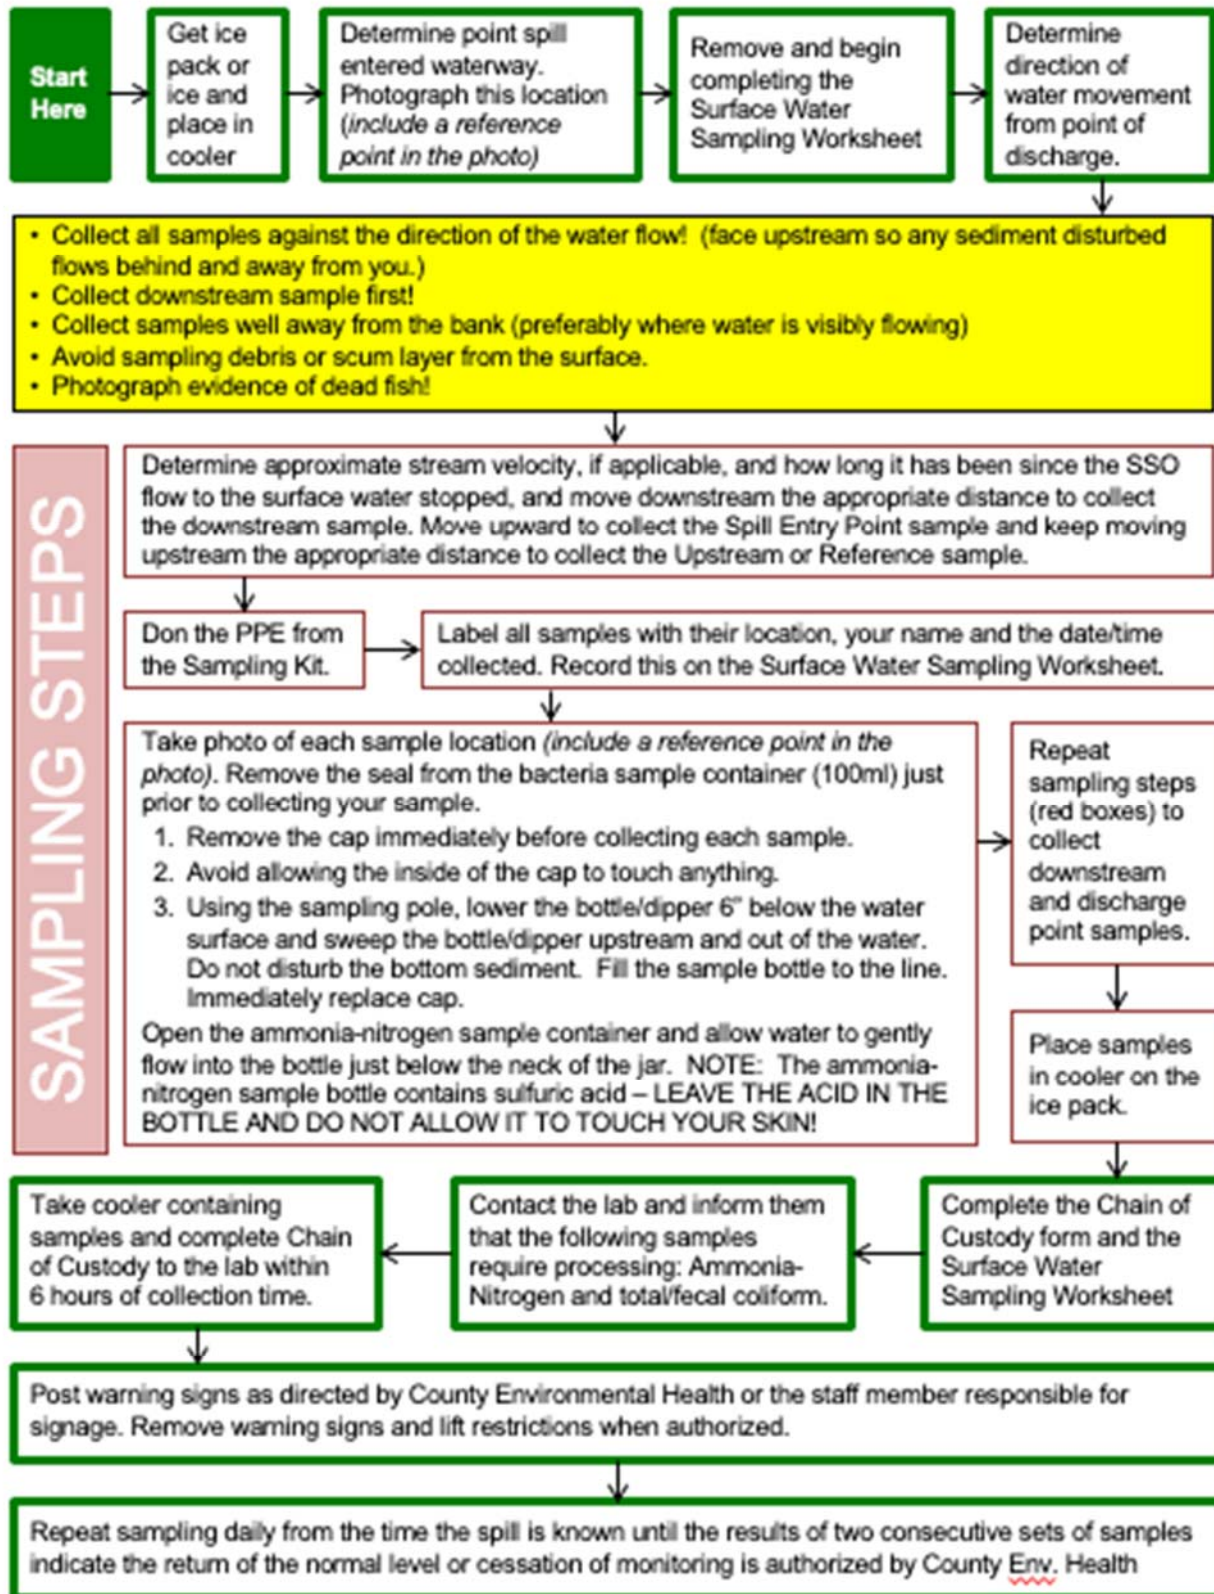 Start
Here
Get ice
pack or
ice and
place in
cooler
Determine point spill
entered waterway.
Photograph this location
(include a reference
point in the photo)
Remove and begin
completing the
Surface Water
Sampling Worksheet
Determine
direction of
water movement
from point of
discharge.
• Collect all samples against the direction of the water flow! (face upstream so any sediment disturbed
flows behind and away from you.)
• Collect downstream sample first!
• Collect samples well away from the bank (preferably where water is visibly flowing)
• Avoid sampling debris or scum layer from the surface.
• Photograph evidence of dead fish!
SAMPLING STEPS
Determine approximate stream velocity, if applicable, and how long it has been since the SSO
flow to the surface water stopped, and move downstream the appropriate distance to collect
the downstream sample. Move upward to collect the Spill Entry Point sample and keep moving
upstream the appropriate distance to collect the Upstream or Reference sample.
Don the PPE from
the Sampling Kit.
Label all samples with their location, your name and the date/time
collected. Record this on the Surface Water Sampling Worksheet.
Take photo of each sample location (include a reference point in the
photo). Remove the seal from the bacteria sample container (100ml) just
prior to collecting your sample.
1. Remove the cap immediately before collecting each sample.
2. Avoid allowing the inside of the cap to touch anything.
3. Using the sampling pole, lower the bottle/dipper 6" below the water
surface and sweep the bottle/dipper upstream and out of the water.
Do not disturb the bottom sediment. Fill the sample bottle to the line.
Immediately replace cap.
Open the ammonia-nitrogen sample container and allow water to gently
flow into the bottle just below the neck of the jar. NOTE: The ammonia-
nitrogen sample bottle contains sulfuric acid – LEAVE THE ACID IN THE
BOTTLE AND DO NOT ALLOW IT TO TOUCH YOUR SKIN!
Repeat
sampling steps
(red boxes) to
collect
downstream
and discharge
point samples.
Place samples
in cooler on the
ice pack.
Complete the Chain of
Custody form and the
Surface Water
Sampling Worksheet
Contact the lab and inform them
that the following samples
require processing: Ammonia-
Nitrogen and total/fecal coliform.
Take cooler containing
samples and complete Chain
of Custody to the lab within
6 hours of collection time.
Post warning signs as directed by County Environmental Health or the staff member responsible for
signage. Remove warning signs and lift restrictions when authorized.
Repeat sampling daily from the time the spill is known until the results of two consecutive sets of samples
indicate the return of the normal level or cessation of monitoring is authorized by County Env. Health